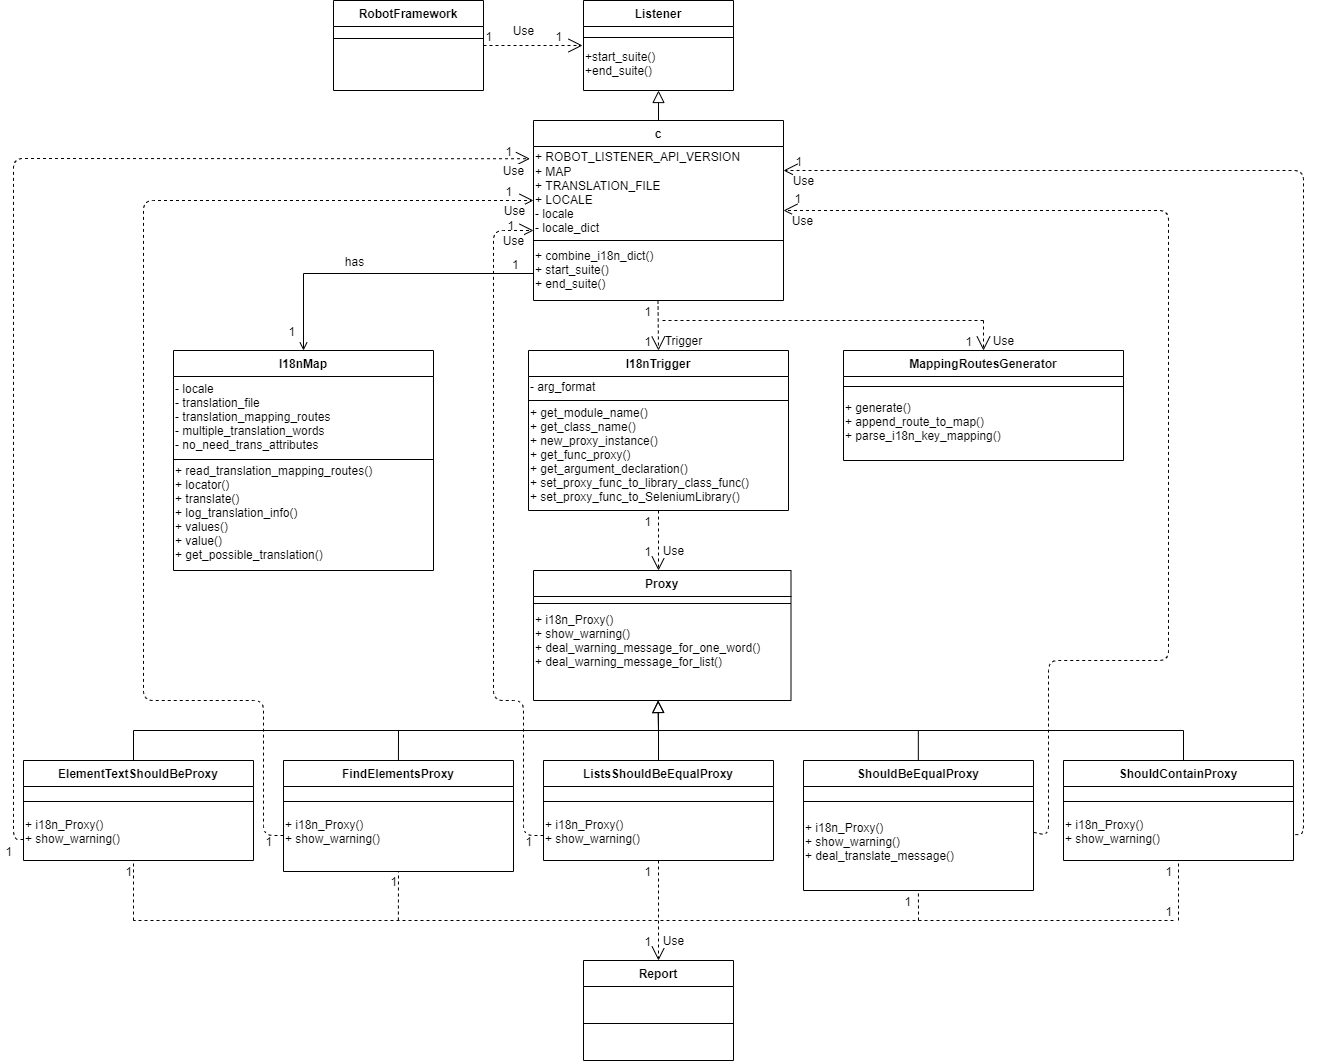 RobotFramework
1
Use
1
Listener
+start_suite()
+end_suite()
c
+ ROBOT_LISTENER_API_VERSION
+ MAP
+ TRANSLATION_FILE
+ LOCALE
- locale
- locale_dict
+ combine_i18n_dict()
+ start_suite()
+ end_suite()
1
Use
1
Use
1
Use
1
Use
1
Use
has
1
1
1
1
Trigger
1
Use
I18nMap
- locale
- translation_file
- translation_mapping_routes
- multiple_translation_words
- no_need_trans_attributes
+ read_translation_mapping_routes()
+ locator()
+ translate()
+ log_translation_info()
+ values()
+ value()
+ get_possible_translation()
I18nTrigger
- arg_format
+ get_module_name()
+ get_class_name()
+ new_proxy_instance()
+ get_func_proxy()
+ get_argument_declaration()
+ set_proxy_func_to_library_class_func()
+ set_proxy_func_to_SeleniumLibrary()
MappingRoutesGenerator
+ generate()
+ append_route_to_map()
+ parse_i18n_key_mapping()
1
1
Use
Proxy
+ i18n_Proxy()
+ show_warning()
+ deal_warning_message_for_one_word()
+ deal_warning_message_for_list()
ElementTextShouldBeProxy
+ i18n_Proxy()
+ show_warning()
1
1
FindElementsProxy
+ i18n_Proxy()
+ show_warning()
1
1
ListsShouldBeEqualProxy
+ i18n_Proxy()
+ show_warning()
1
1
ShouldBeEqualProxy
+ i18n_Proxy()
+ show_warning()
+ deal_translate_message()
1
ShouldContainProxy
+ i18n_Proxy()
+ show_warning()
1
1
1
Use
Report